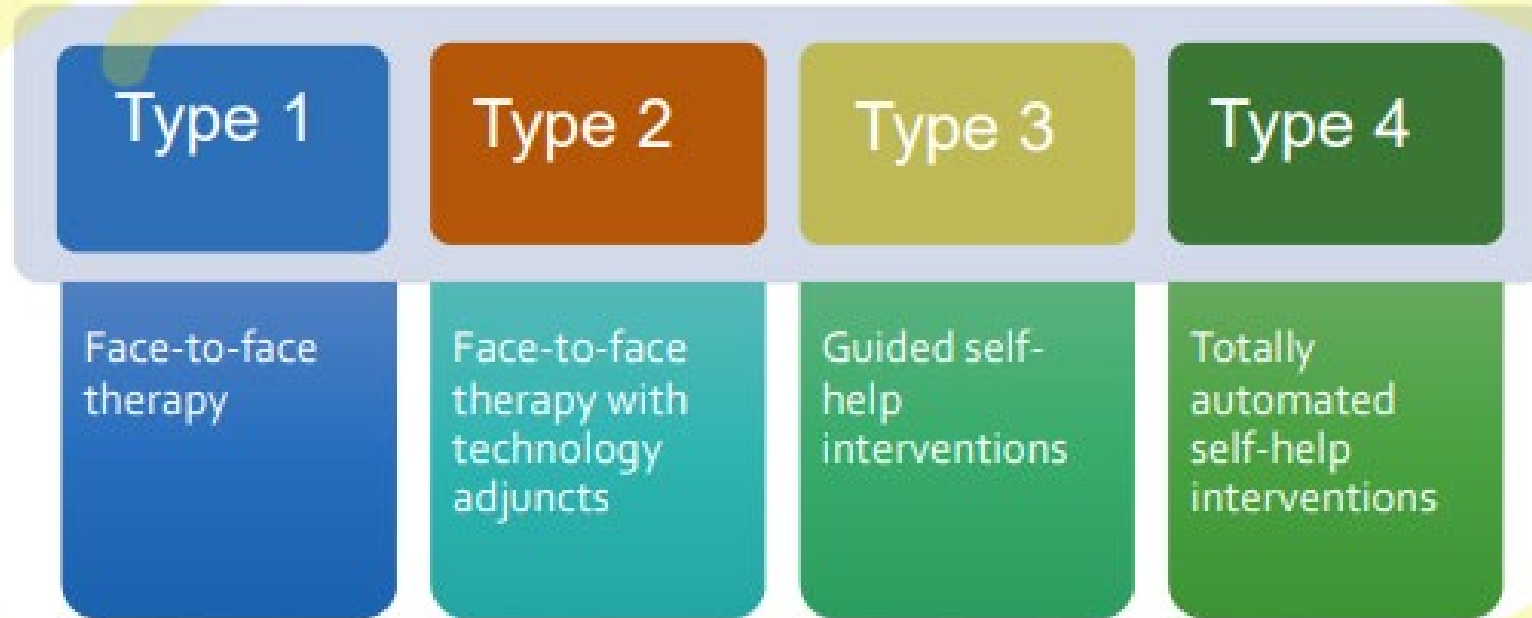 Type 1
Type 2
Type 3
Type 4
Face-to-face
therapy
Face-to-face
therapy with
technology
adjuncts
Guided self-
help
interventions
Totally
automated
self-help
interventions